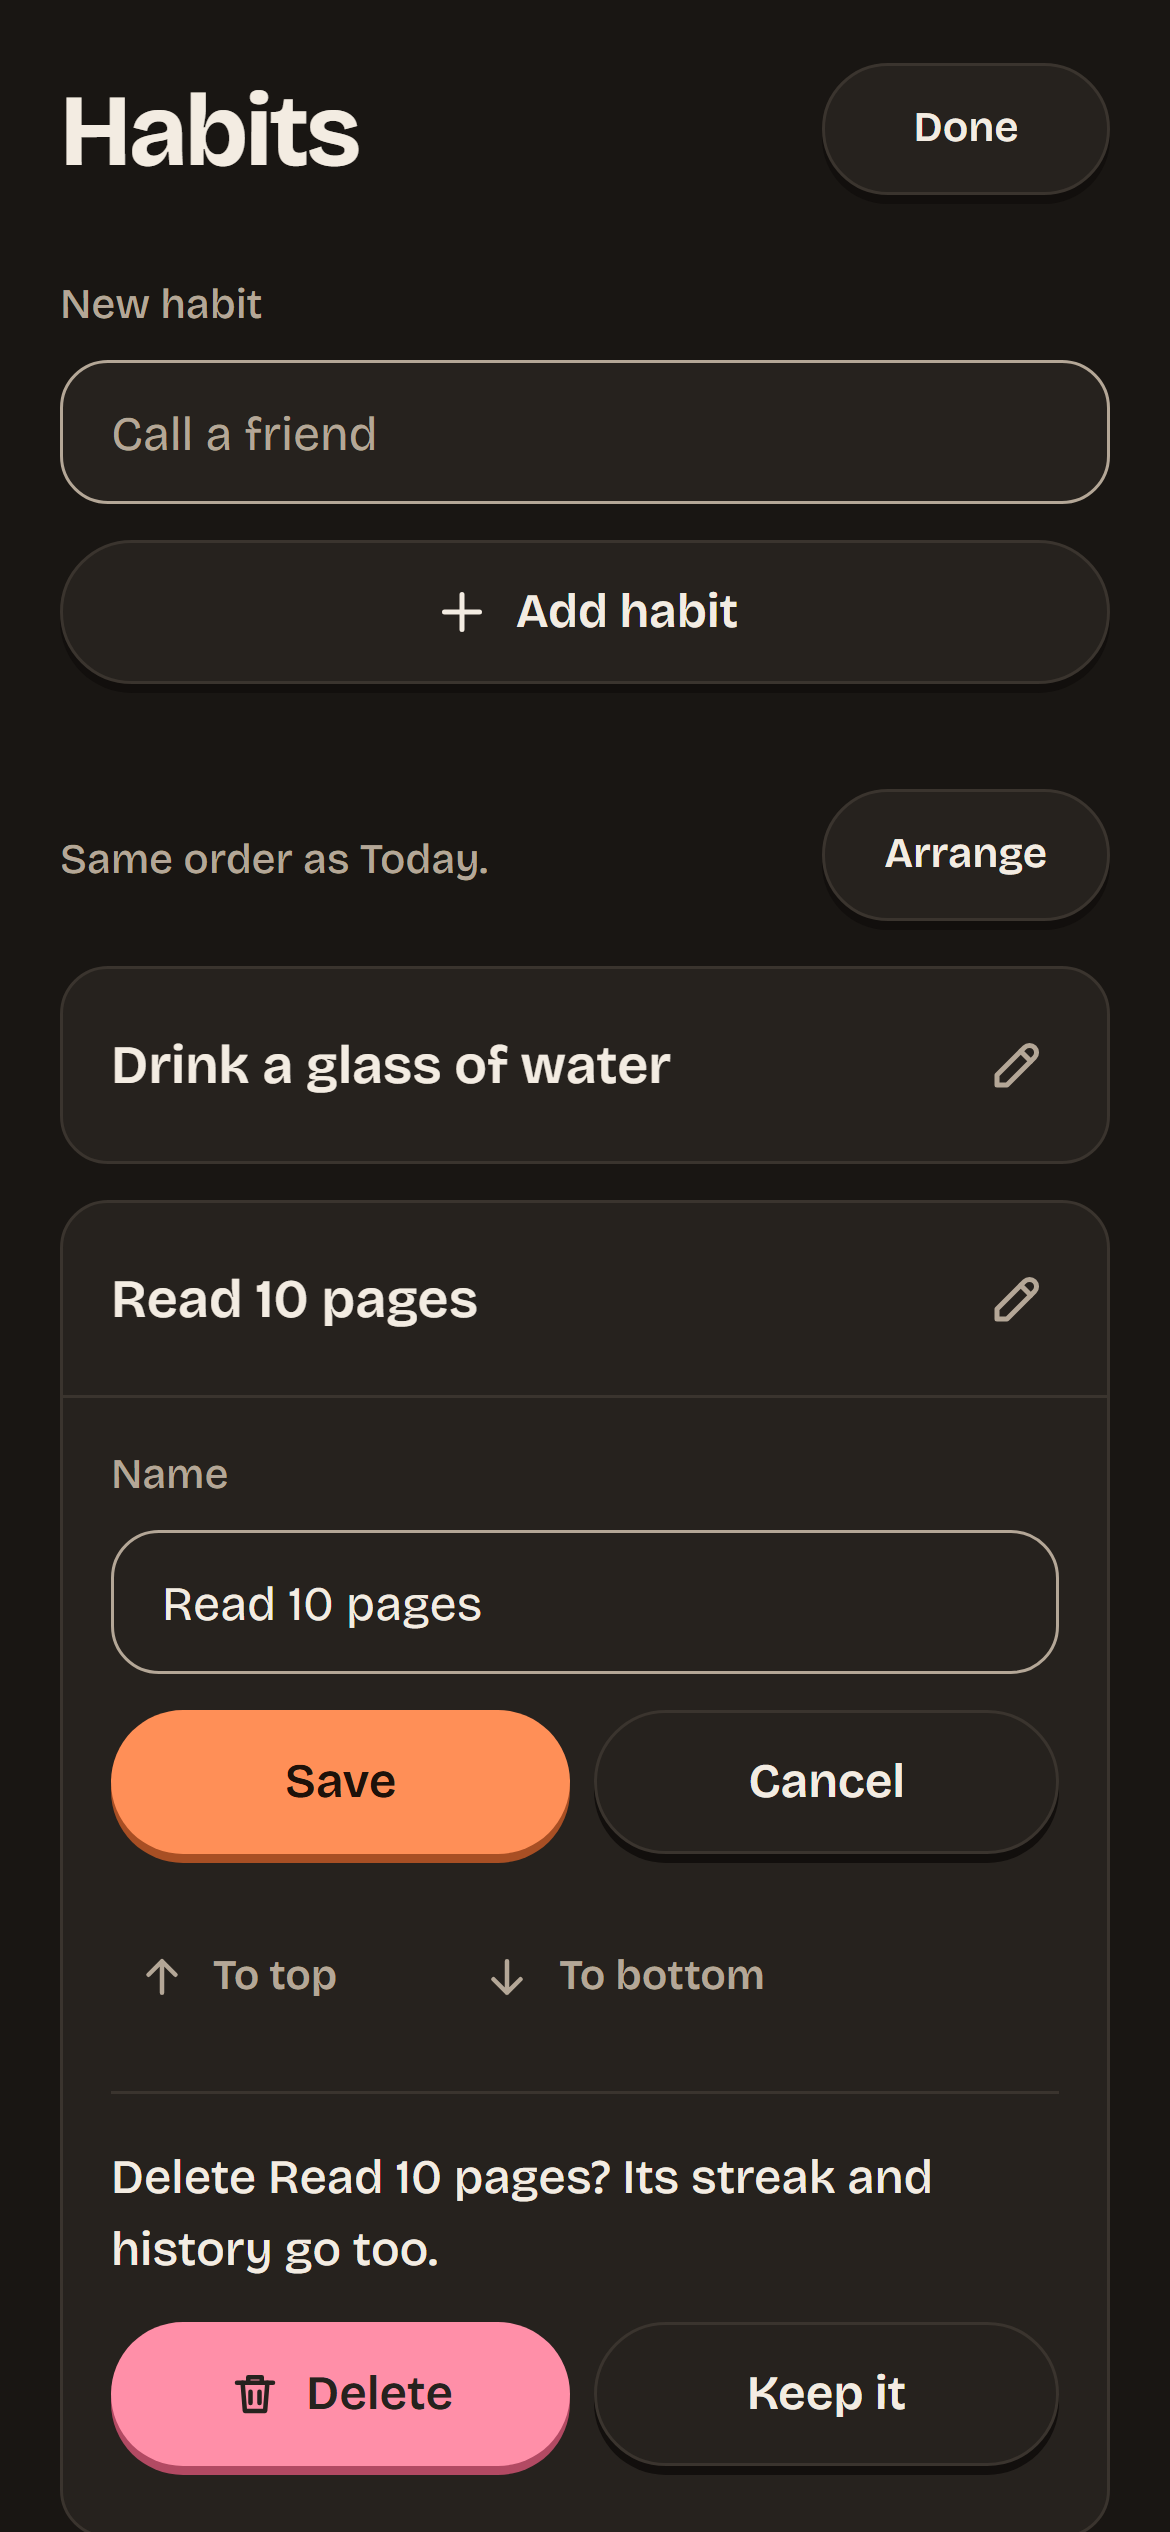 Habits
Done
New habit
Call a friend
Add habit
Same order as Today.
Arrange
Drink a glass of water
Read 10 pages
Name
Read 10 pages
Save
Cancel
To top
To bottom
Delete Read 10 pages? Its streak and
history go too.
Delete
Keep it